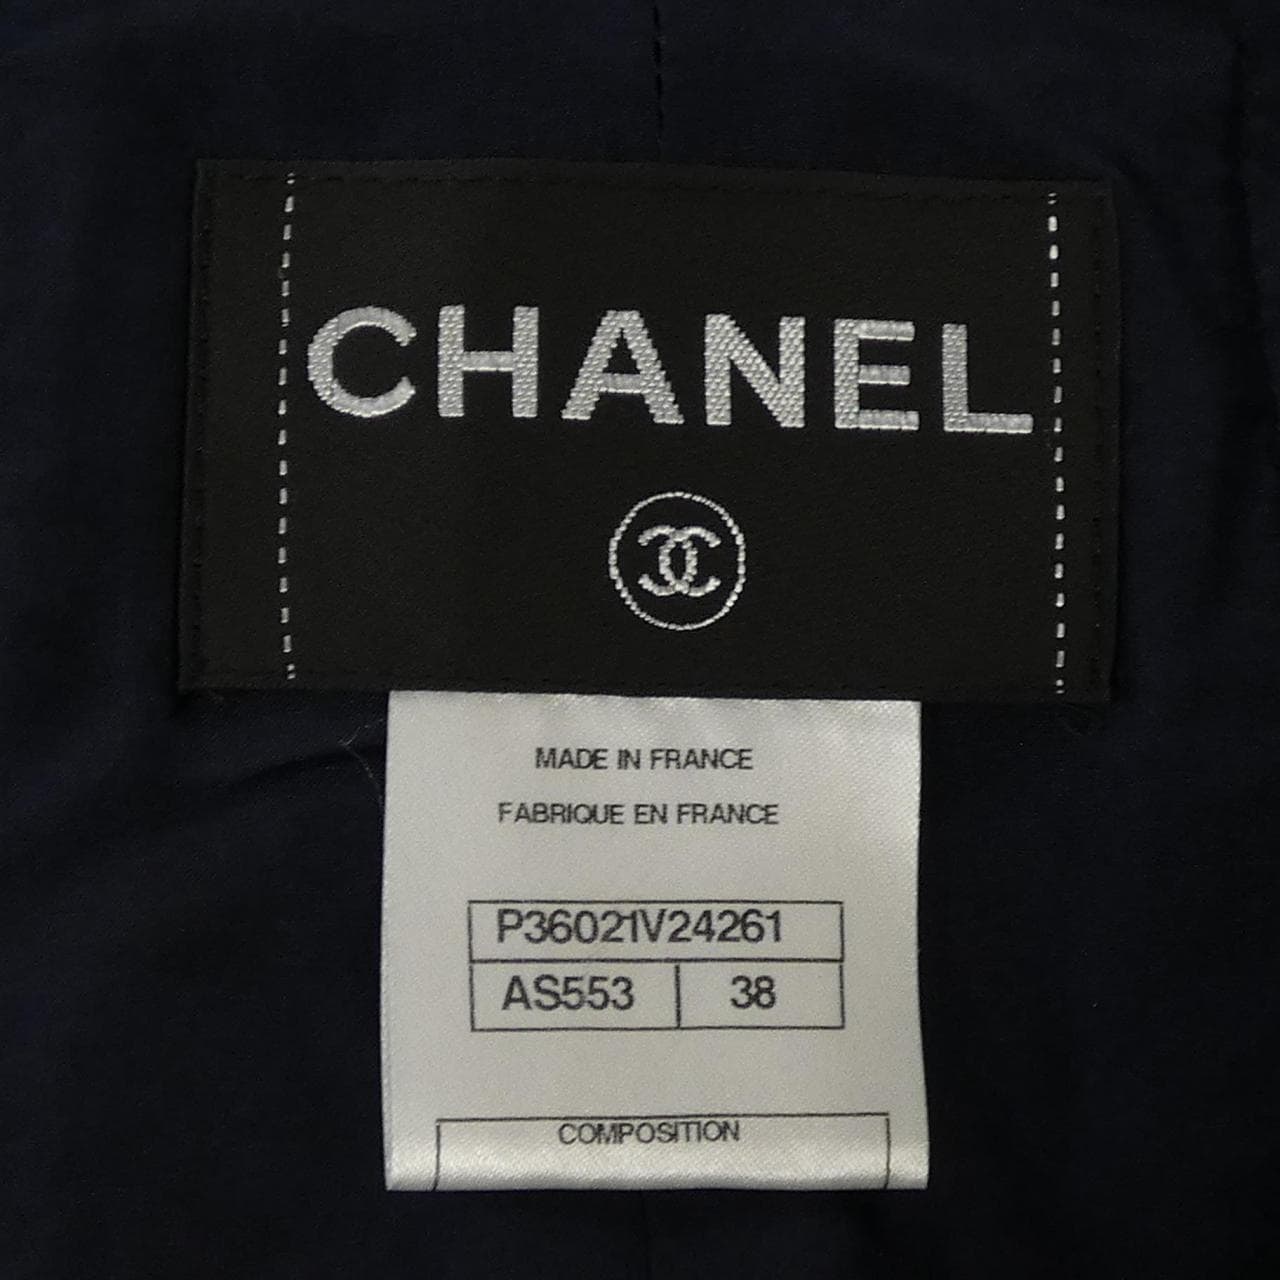 CHANEL
MADE IN FRANCE
FABRIQUE EN FRANCE
P36021V24261
AS553 38
COMPOSITION